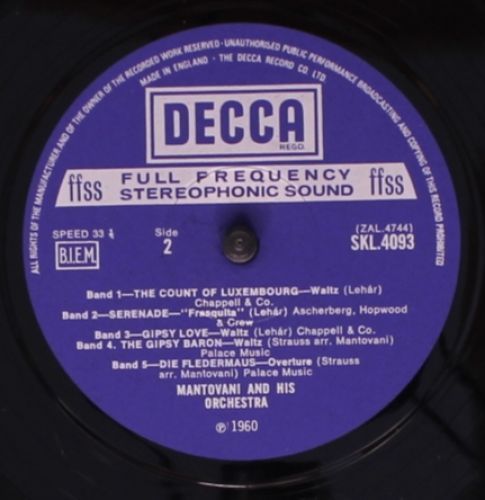 ALL RIGHTS OF THE MANUFACTURER AND OF THE OWNER OF THE RECORDED WORK RESERVED · UNAUTHORISED PUBLIC PERFORMANCE BROADCASTING AND COPYING OF THIS RECORD PROHIBITED
MADE IN ENGLAND · THE DECCA RECORD CO. LTD
DECCA
REGD.
ffss FULL FREQUENCY STEREOPHONIC SOUND ffss
SPEED 33⅓
Side 2
(ZAL.4744)
SKL.4093
B.I.E.M.
Band 1—THE COUNT OF LUXEMBOURG—Waltz (Lehár)
Chappell & Co.
Band 2—SERENADE—"Frasquita" (Lehár) Ascherberg, Hopwood
& Crew
Band 3—GIPSY LOVE—Waltz (Lehár) Chappell & Co.
Band 4. THE GIPSY BARON—Waltz (Strauss arr. Mantovani)
Palace Music
Band 5—DIE FLEDERMAUS—Overture (Strauss
arr. Mantovani) Palace Music
MANTOVANI AND HIS
ORCHESTRA
℗ 1960